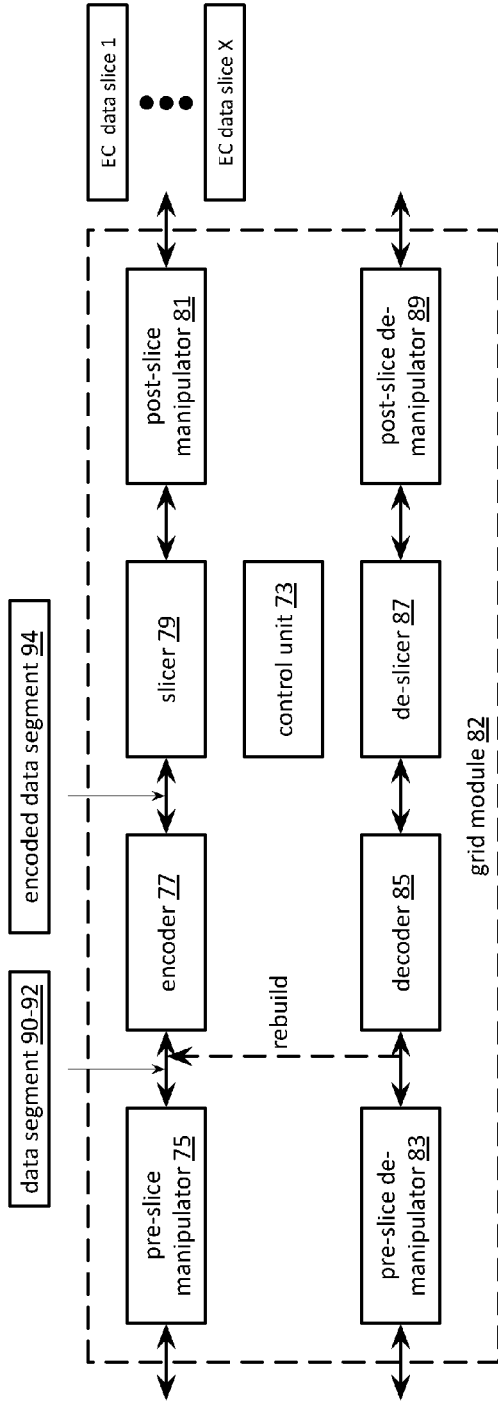 data segment 90-92
encoded data segment 94
EC data slice 1
EC data slice X
pre-slice
manipulator 75
encoder 77
slicer 79
post-slice
manipulator 81
rebuild
control unit 73
pre-slice de-
manipulator 83
decoder 85
de-slicer 87
post-slice de-
manipulator 89
grid module 82